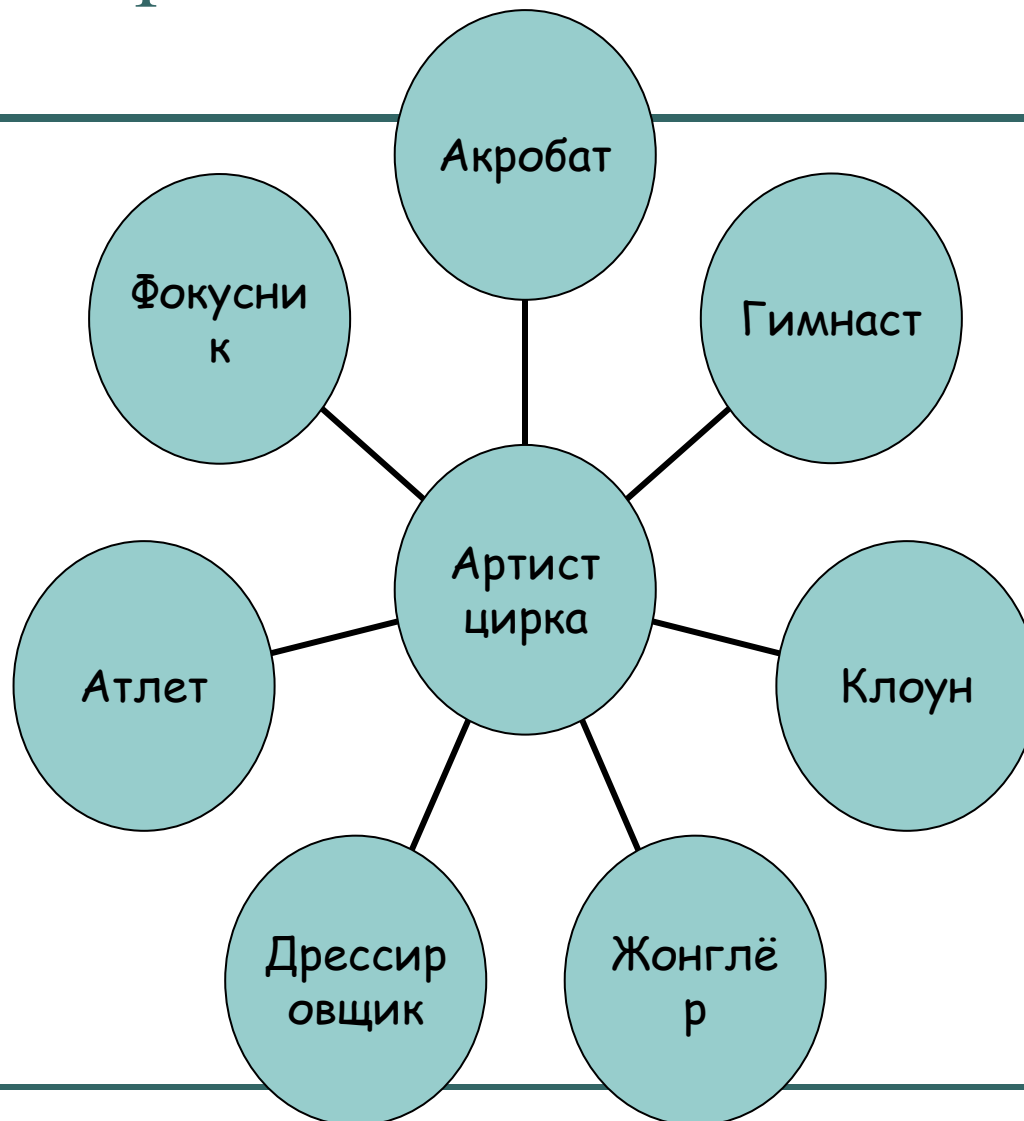 Акробат
Гимнаст
Фокусни
к
Артист
цирка
Атлет
Клоун
Дрессир
овщик
Жонглё
р